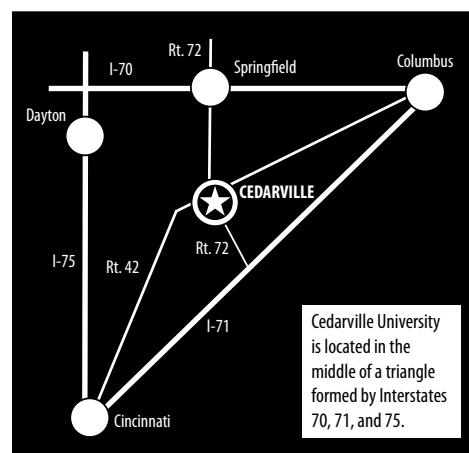 Rt. 72
I-70
Springfield
Columbus
Dayton
CEDARVILLE
I-75
Rt. 42
Rt. 72
I-71
Cincinnati
Cedarville University
is located in the
middle of a triangle
formed by Interstates
70, 71, and 75.